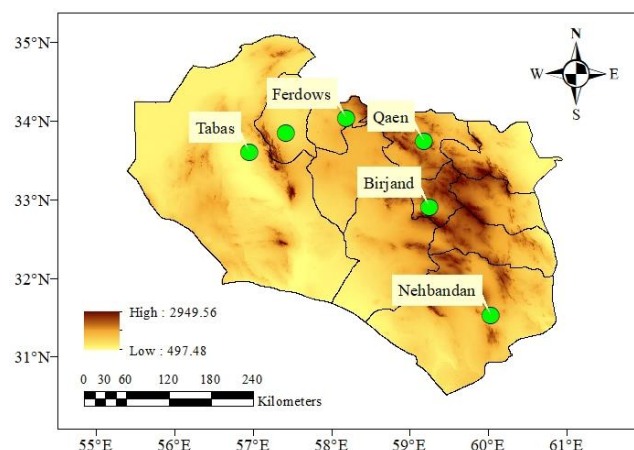 35°N
34°N
33°N
32°N
31°N
N
W
E
S
Ferdows
Qaen
Tabas
Birjand
Nehbandan
High : 2949.56
Low : 497.48
0 30 60 120 180 240
Kilometers
55°E 56°E 57°E 58°E 59°E 60°E 61°E